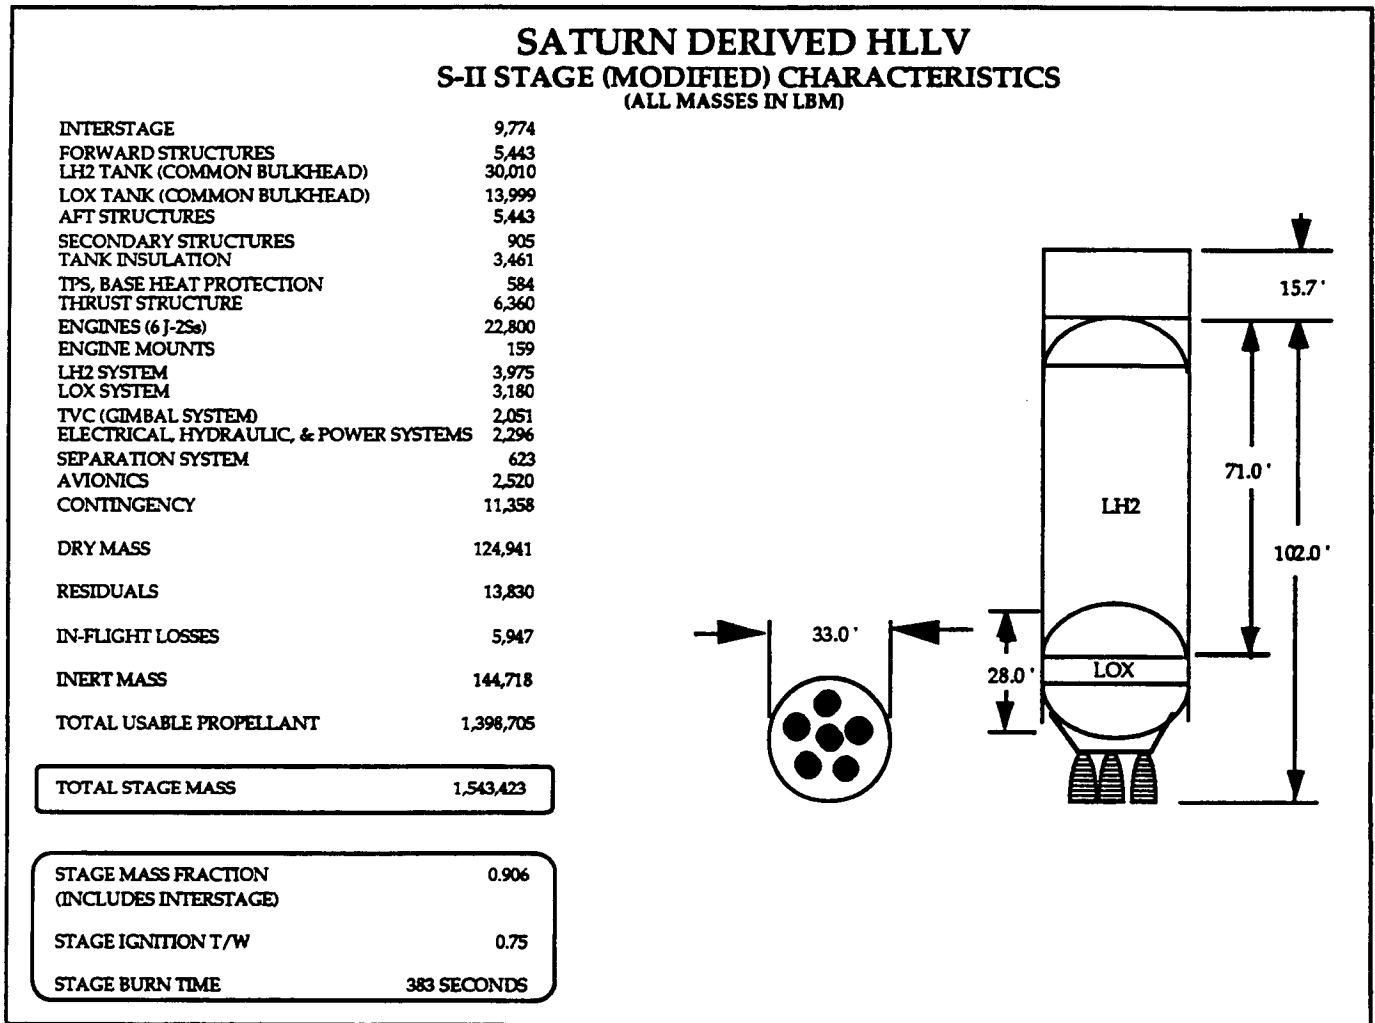 SATURN DERIVED HLLV
S-II STAGE (MODIFIED) CHARACTERISTICS
(ALL MASSES IN LBM)
INTERSTAGE 9,774
FORWARD STRUCTURES 5,443
LH2 TANK (COMMON BULKHEAD) 30,010
LOX TANK (COMMON BULKHEAD) 13,999
AFT STRUCTURES 5,443
SECONDARY STRUCTURES 905
TANK INSULATION 3,461
TPS, BASE HEAT PROTECTION 584
THRUST STRUCTURE 6,360
ENGINES (6 J-2Ss) 22,800
ENGINE MOUNTS 159
LH2 SYSTEM 3,975
LOX SYSTEM 3,180
TVC (GIMBAL SYSTEM) 2,051
ELECTRICAL, HYDRAULIC, & POWER SYSTEMS 2,296
SEPARATION SYSTEM 623
AVIONICS 2,520
CONTINGENCY 11,358
DRY MASS 124,941
RESIDUALS 13,830
IN-FLIGHT LOSSES 5,947
INERT MASS 144,718
TOTAL USABLE PROPELLANT 1,398,705
TOTAL STAGE MASS 1,543,423
STAGE MASS FRACTION 0.906
(INCLUDES INTERSTAGE)
STAGE IGNITION T/W 0.75
STAGE BURN TIME 383 SECONDS
15.7 '
71.0 '
LH2
102.0 '
33.0 '
28.0 '
LOX